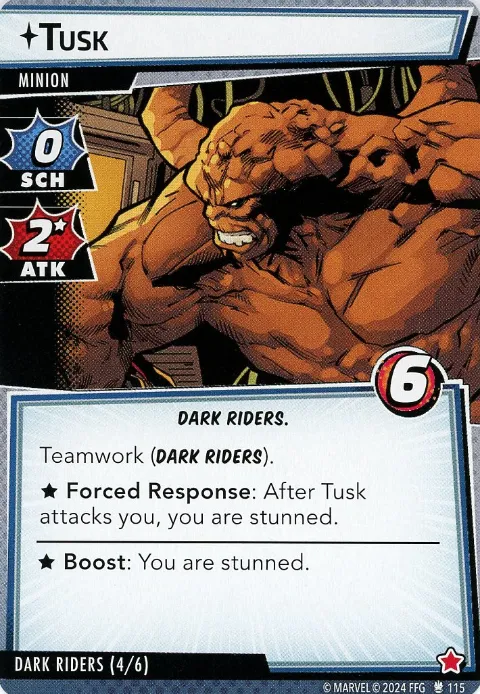 Tusk
MINION
0
SCH
2
ATK
6
DARK RIDERS.
Teamwork (DARK RIDERS).
★ Forced Response: After Tusk
attacks you, you are stunned.
★ Boost: You are stunned.
DARK RIDERS (4/6)
© MARVEL © 2024 FFG 115